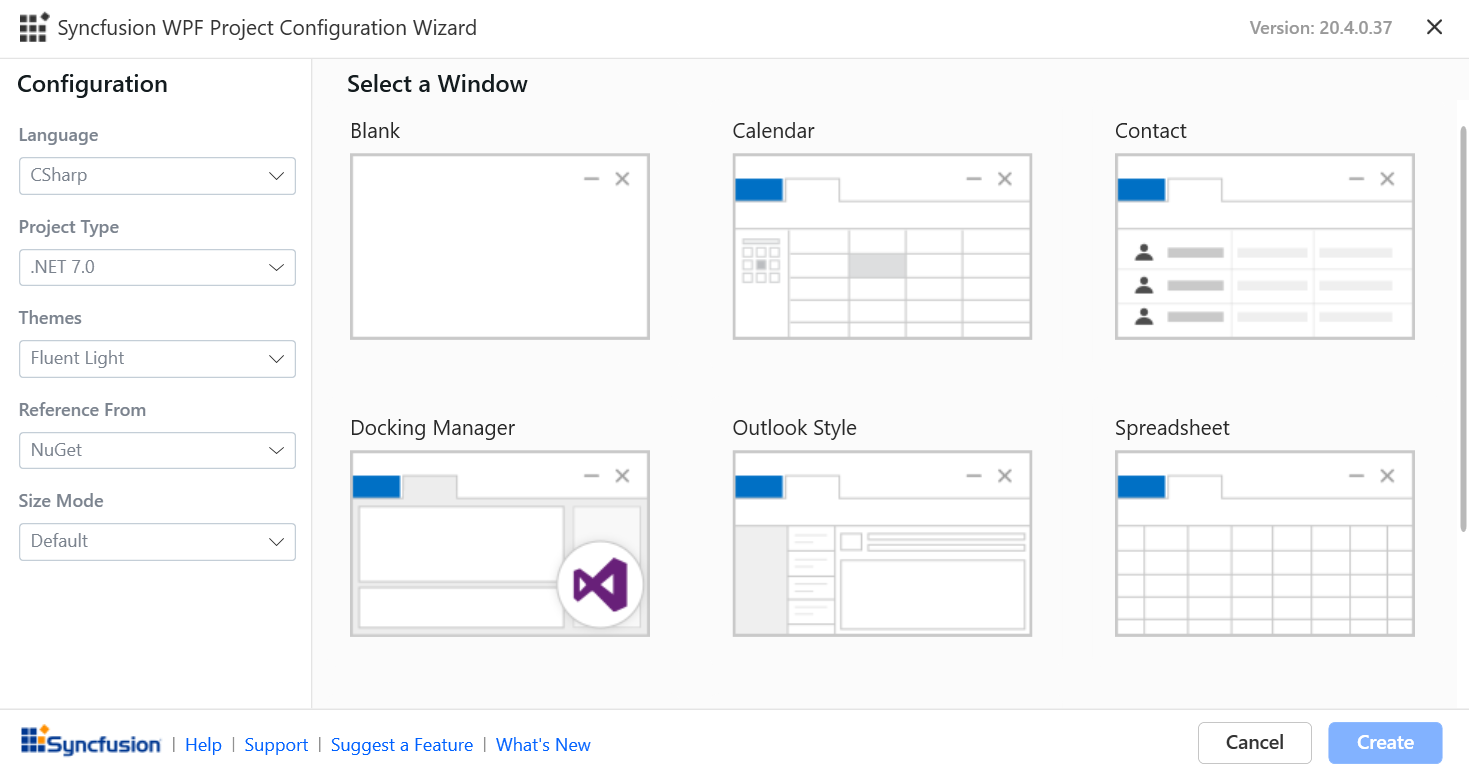 Syncfusion WPF Project Configuration Wizard
Version: 20.4.0.37
Configuration
Language
CSharp
Project Type
.NET 7.0
Themes
Fluent Light
Reference From
NuGet
Size Mode
Default
Select a Window
Blank
Calendar
Contact
Docking Manager
Outlook Style
Spreadsheet
Syncfusion | Help | Support | Suggest a Feature | What's New
Cancel
Create